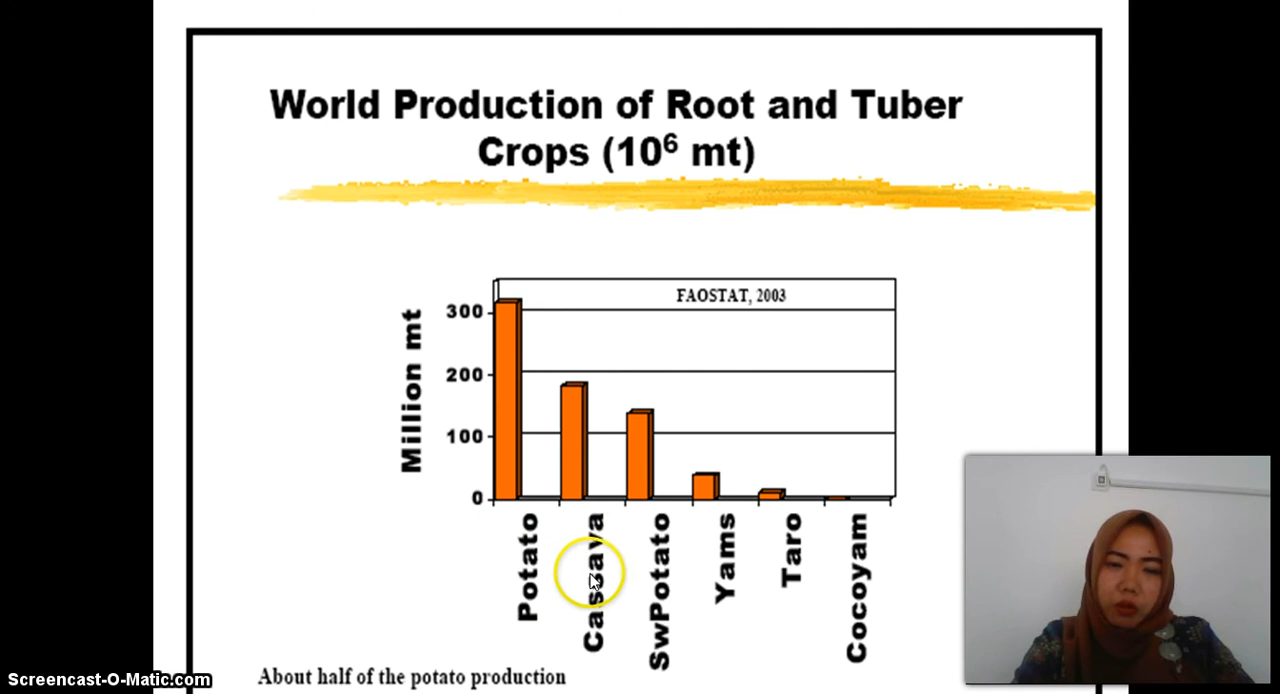 World Production of Root and Tuber
Crops (10⁶ mt)
FAOSTAT, 2003
Million mt
300
200
100
0
Potato
Cassava
SwPotato
Yams
Taro
Cocoyam
About half of the potato production
Screencast-O-Matic.com